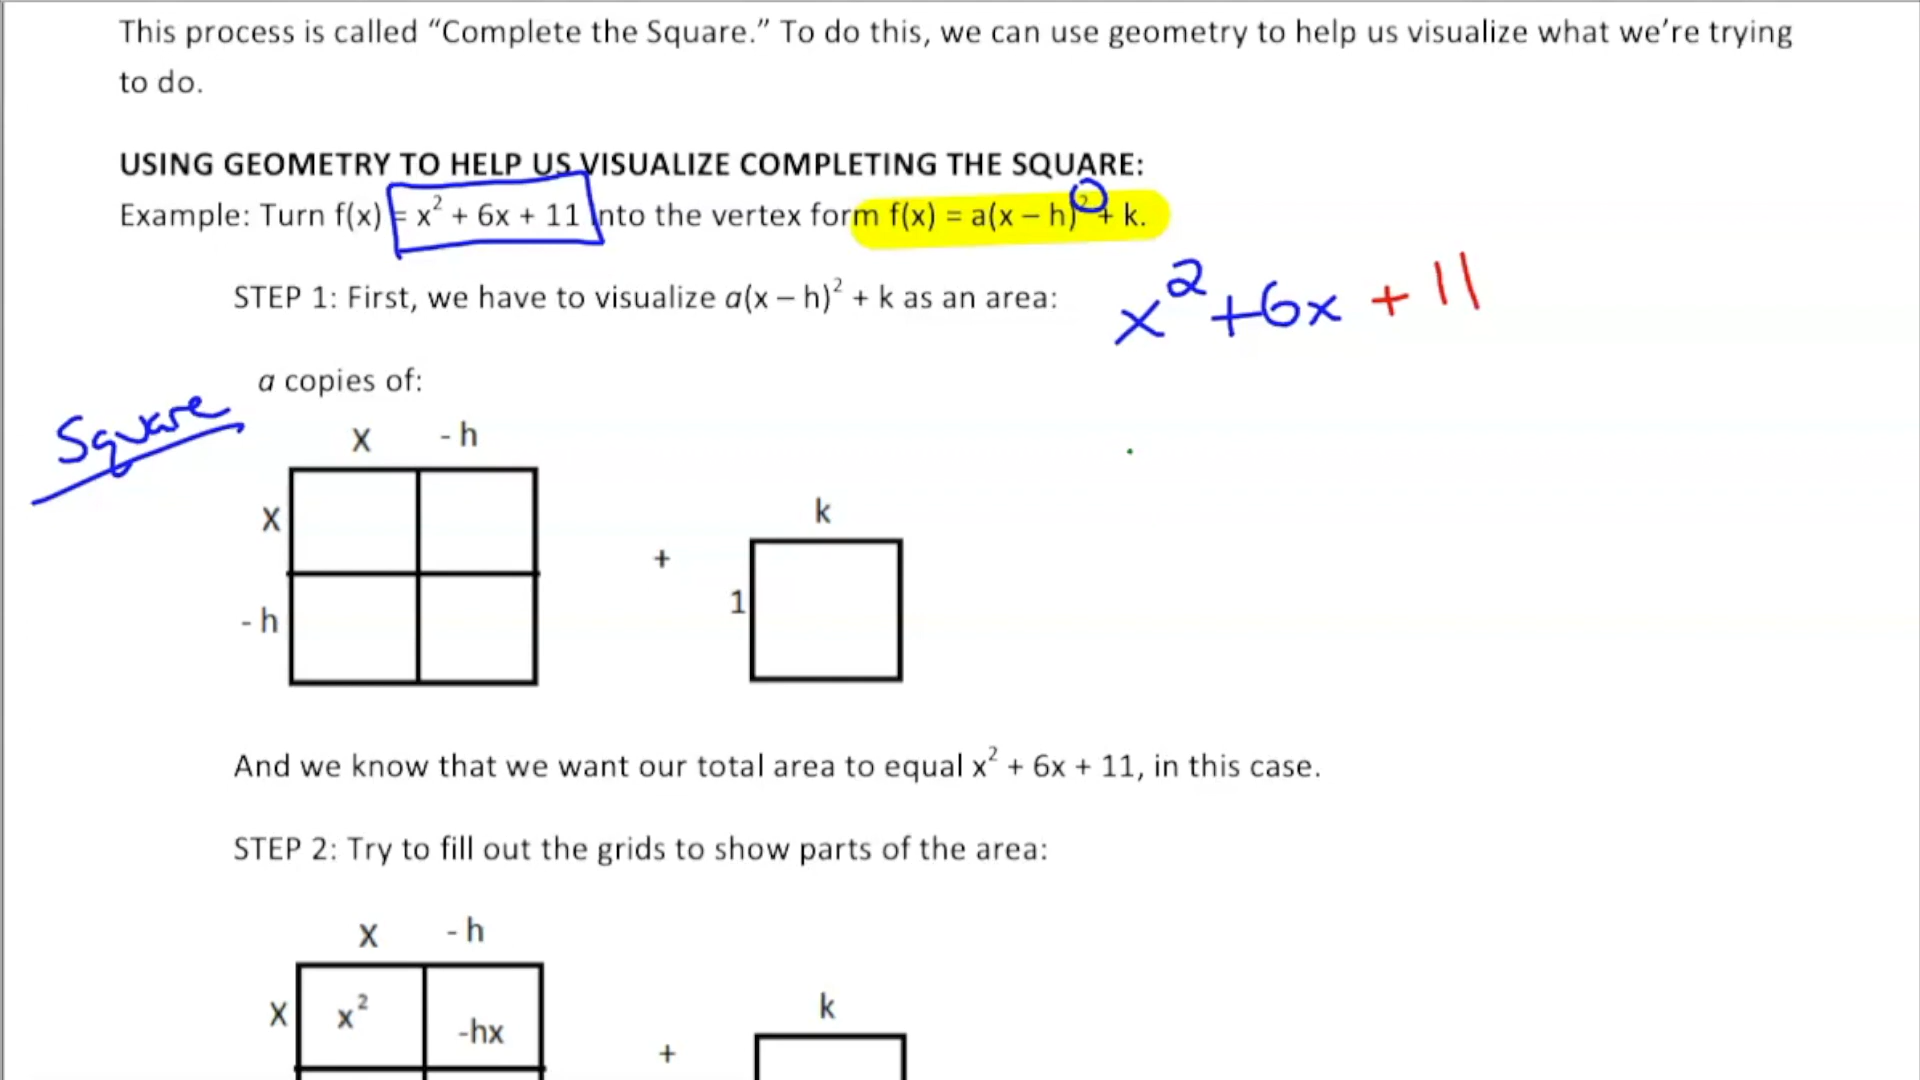 This process is called “Complete the Square.” To do this, we can use geometry to help us visualize what we’re trying
to do.
USING GEOMETRY TO HELP US VISUALIZE COMPLETING THE SQUARE:
Example: Turn f(x) = x² + 6x + 11 into the vertex form f(x) = a(x – h)² + k.
STEP 1: First, we have to visualize a(x – h)² + k as an area:
x² + 6x + 11
a copies of:
Square
X - h
X
- h
+
k
1
And we know that we want our total area to equal x² + 6x + 11, in this case.
STEP 2: Try to fill out the grids to show parts of the area:
X - h
X x² -hx
+
k